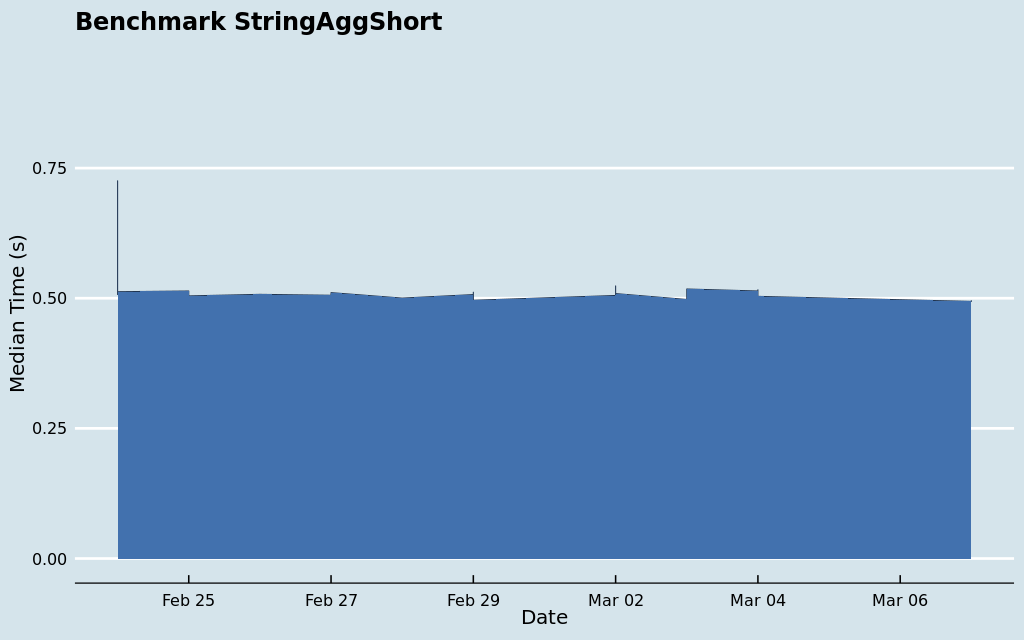 Benchmark StringAggShort
Median Time (s)
0.75
0.50
0.25
0.00
Feb 25 Feb 27 Feb 29 Mar 02 Mar 04 Mar 06
Date